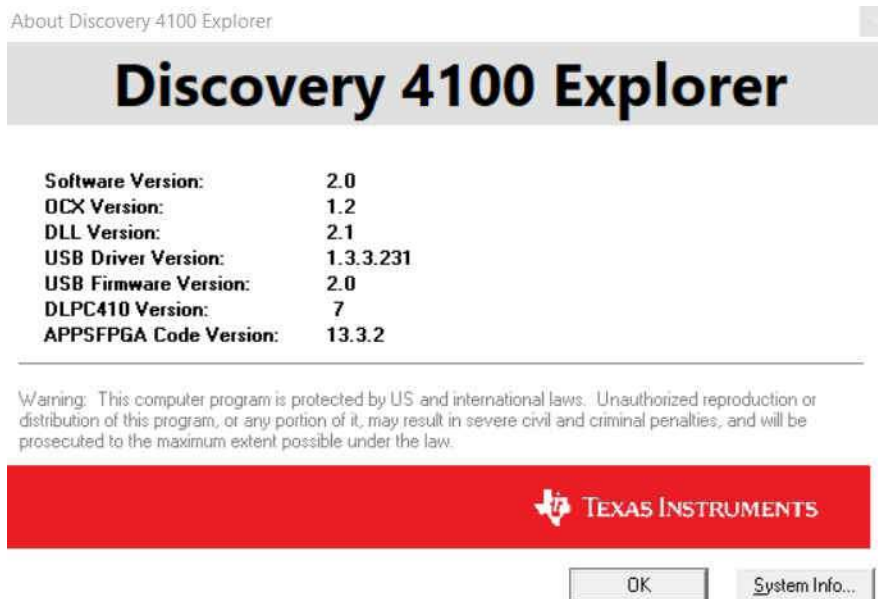 About Discovery 4100 Explorer
Discovery 4100 Explorer
Software Version: 2.0
OCX Version: 1.2
DLL Version: 2.1
USB Driver Version: 1.3.3.231
USB Firmware Version: 2.0
DLPC410 Version: 7
APPSFPGA Code Version: 13.3.2
Warning: This computer program is protected by US and international laws. Unauthorized reproduction or
distribution of this program, or any portion of it, may result in severe civil and criminal penalties, and will be
prosecuted to the maximum extent possible under the law.
TEXAS INSTRUMENTS
OK System Info...